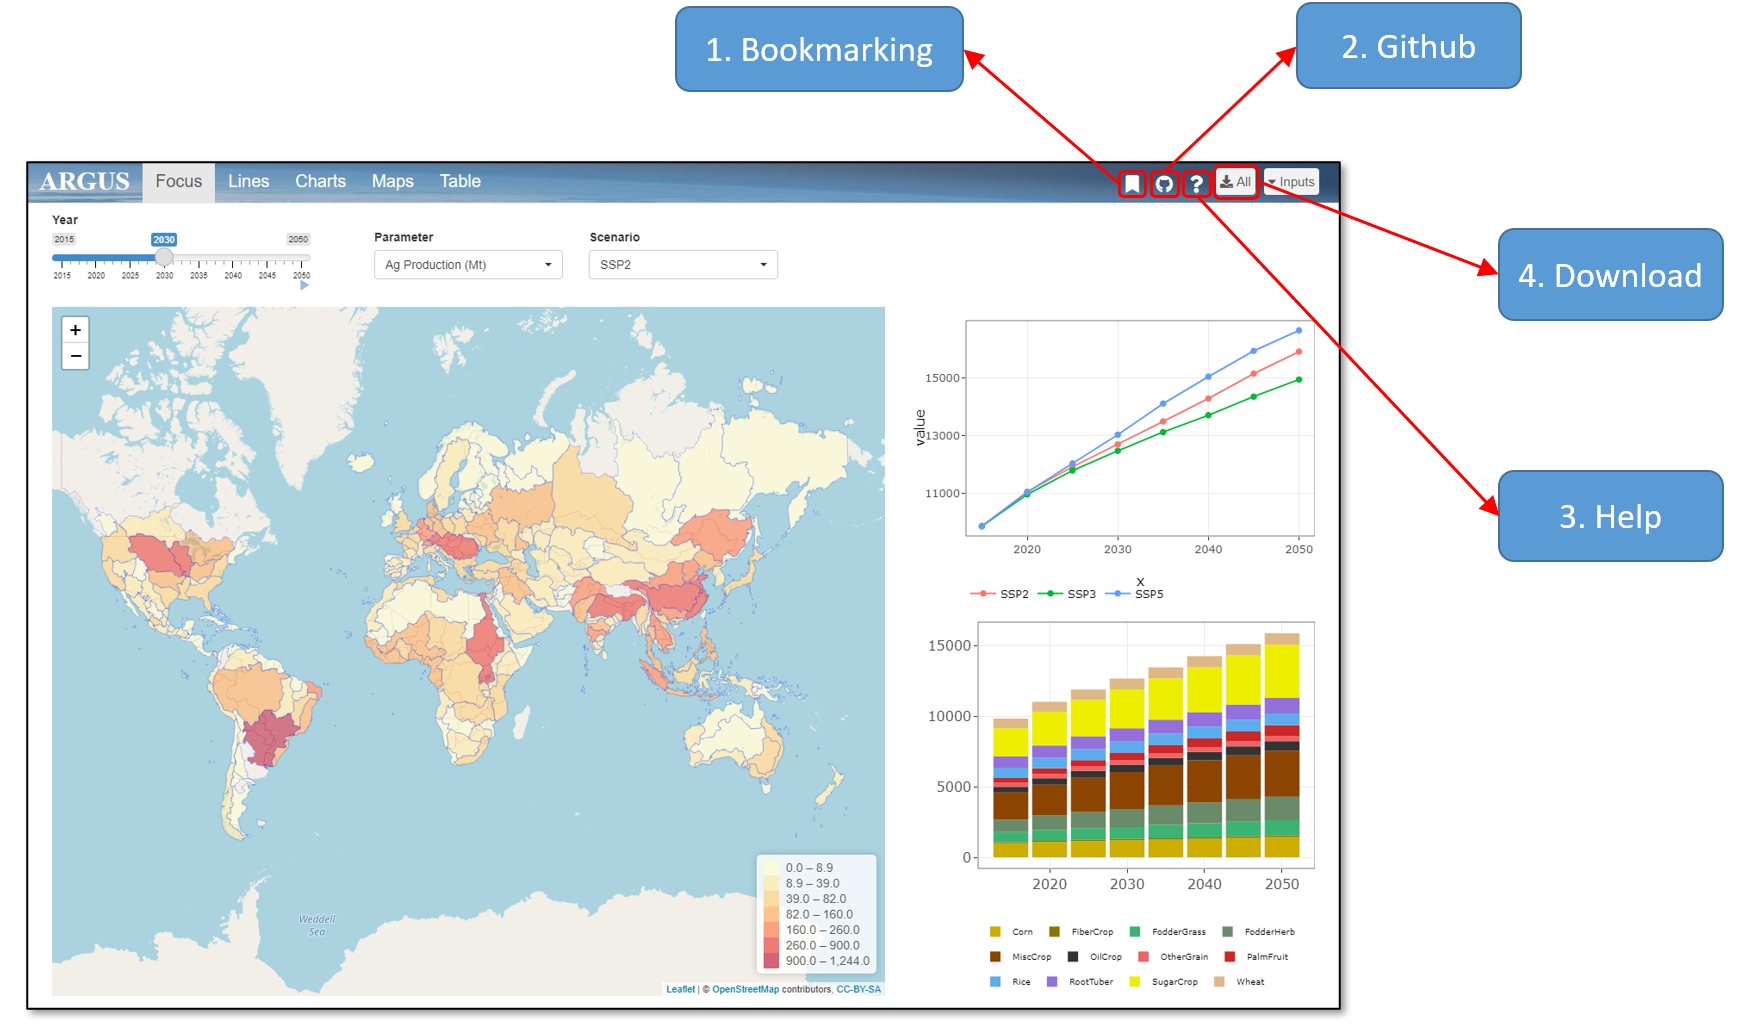 1. Bookmarking
2. Github
ARGUS Focus Lines Charts Maps Table ? All Inputs
Year
2015 2030 2050
2015 2020 2025 2030 2035 2040 2045 2050
Parameter
Ag Production (Mt)
Scenario
SSP2
4. Download
3. Help
+
−
Weddell
Sea
0.0 – 8.9
8.9 – 39.0
39.0 – 82.0
82.0 – 160.0
160.0 – 260.0
260.0 – 900.0
900.0 – 1,244.0
Leaflet | © OpenStreetMap contributors, CC-BY-SA
value
15000
13000
11000
2020 2030 2040 2050
x
SSP2 SSP3 SSP5
15000
10000
5000
0
2020 2030 2040 2050
Corn FiberCrop FodderGrass FodderHerb
MiscCrop OilCrop OtherGrain PalmFruit
Rice RootTuber SugarCrop Wheat